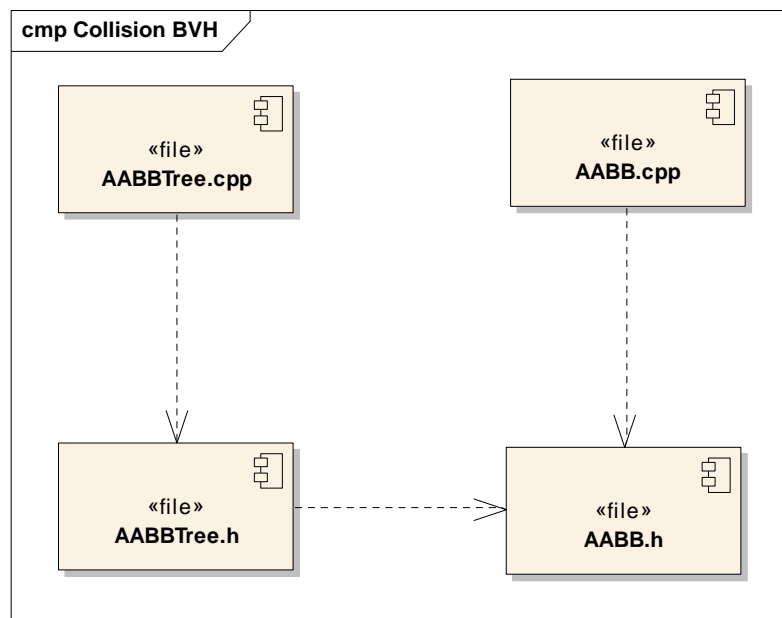 cmp Collision BVH
«file»
AABBTree.cpp
«file»
AABB.cpp
«file»
AABBTree.h
«file»
AABB.h